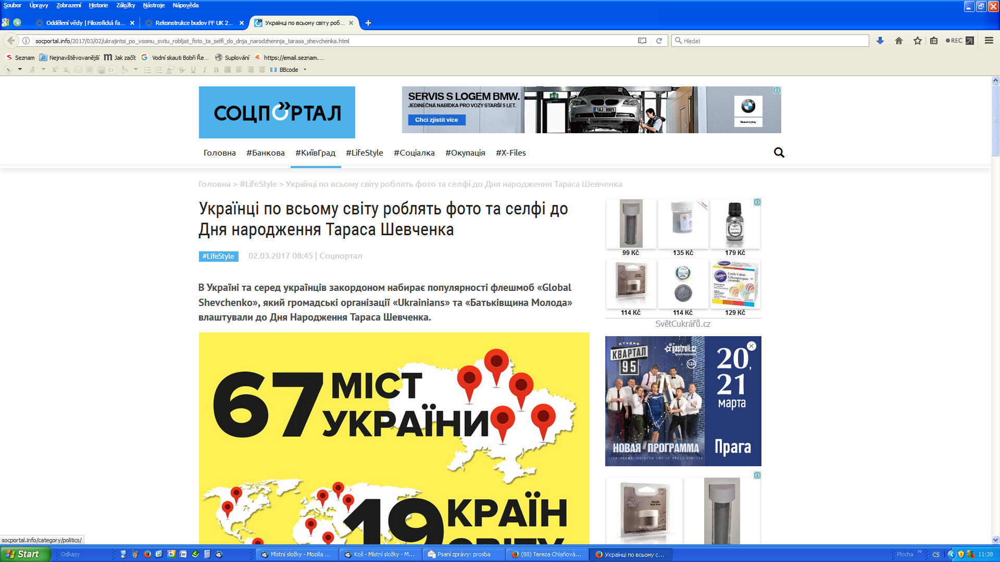 Soubor Úpravy Zobrazení Historie Záložky Nástroje Nápověda
Oddělení vědy | Filozofická fa...
Rekonstrukce budov FF UK 2...
Українці по всьому світу роб...
socportal.info/2017/03/02/ukrajintsi_po_vsomu_svitu_robljat_foto_ta_selfi_do_dnja_narodzhennja_tarasa_shevchenka.html
Hledat
REC
Seznam Nejnavštěvovanější Jak začít Vodní skauti Bobři Ře... Suplování https://email.seznam....
BBcode
СОЦПОРТАЛ
SERVIS S LOGEM BMW.
JEDINEČNÁ NABÍDKA PRO VOZY STARŠÍ 5 LET.
Chci zjistit více
1AJ 9901
Головна #Банкова #КиївГрад #LifeStyle #Соціалка #Окупація #X-Files
Головна > #LifeStyle > Українці по всьому світу роблять фото та селфі до Дня народження Тараса Шевченка
Українці по всьому світу роблять фото та селфі до
Дня народження Тараса Шевченка
#LifeStyle 02.03.2017 08:45 | Соцпортал
В Україні та серед українців закордоном набирає популярності флешмоб «Global
Shevchenko», який громадські організації «Ukrainians» та «Батьківщина Молода»
влаштували до Дня Народження Тараса Шевченка.
67 МІСТ
УКРАЇНИ
19 КРАЇН
СВІТУ
99 Kč 135 Kč 179 Kč
Wilton Candy Colors
114 Kč 114 Kč 129 Kč
SvětCukrářů.cz
СТУДИЯ
КВАРТАЛ
95
gastroli.cz
представляет
12+
20,
21
марта
Прага
НОВАЯ ПРОГРАММА
socportal.info/category/politics/
Start
Odkazy
Místní složky - Mozilla ...
Koš - Místní složky - M...
Psaní zprávy: prosba
(88) Tereza Chlaňová...
Українці по всьому с...
Plocha
CS
11:38